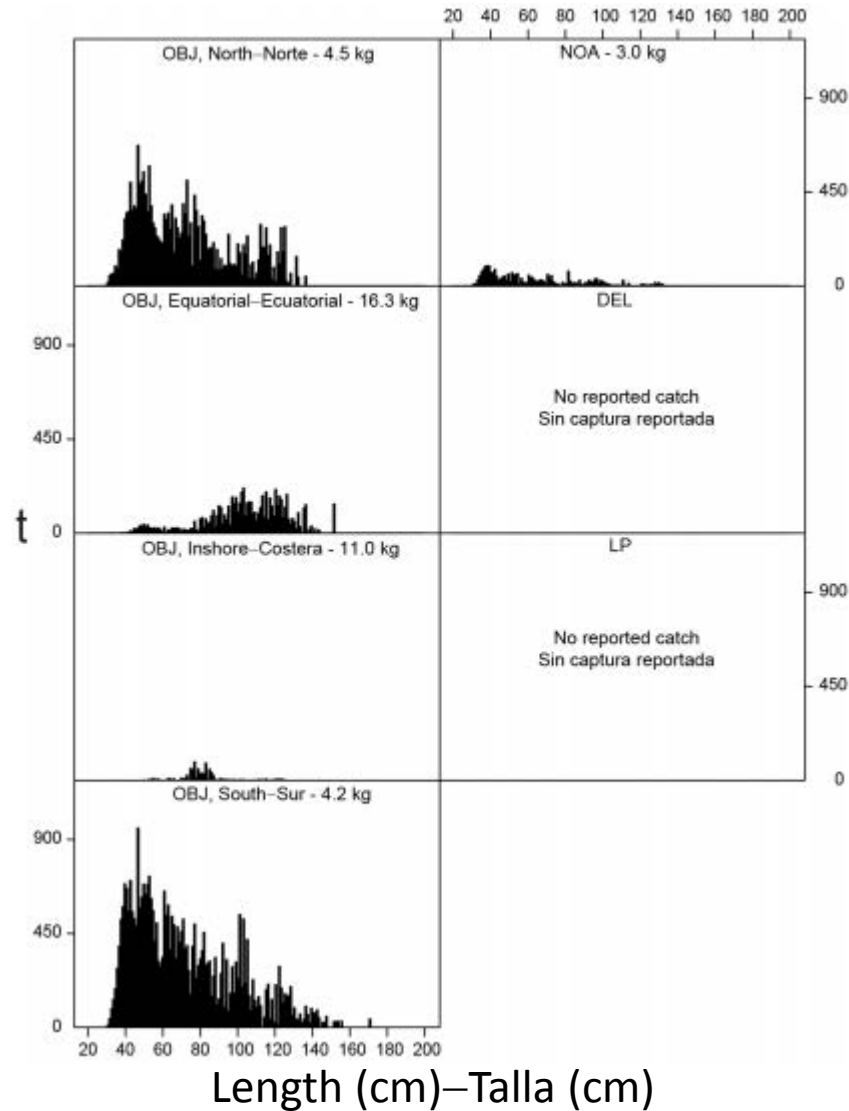 20 40 60 80 100 120 140 160 180 200
OBJ, North–Norte - 4.5 kg
NOA - 3.0 kg
900
450
0
OBJ, Equatorial–Ecuatorial - 16.3 kg
DEL
900
450
0
No reported catch
Sin captura reportada
t
OBJ, Inshore–Costera - 11.0 kg
LP
No reported catch
Sin captura reportada
900
450
0
OBJ, South–Sur - 4.2 kg
900
450
0
20 40 60 80 100 120 140 160 180 200
Length (cm)–Talla (cm)